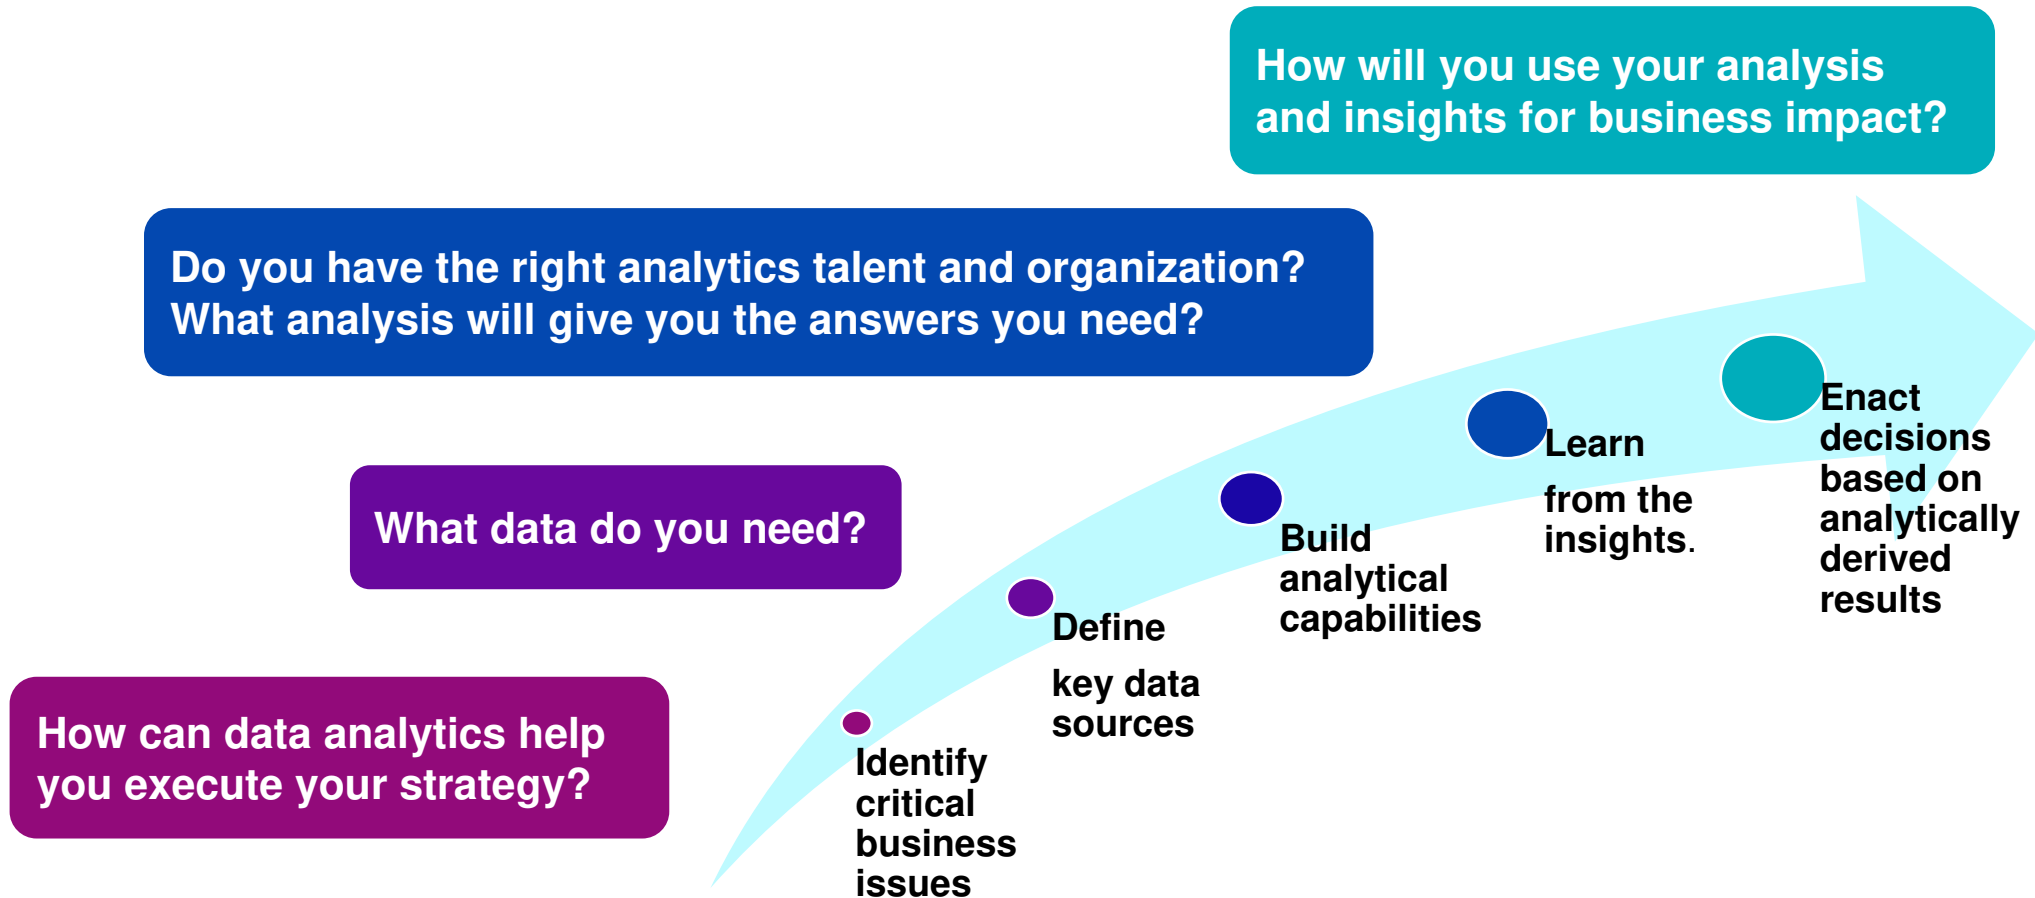 How will you use your analysis
and insights for business impact?
Do you have the right analytics talent and organization?
What analysis will give you the answers you need?
What data do you need?
How can data analytics help
you execute your strategy?
Identify
critical
business
issues
Define
key data
sources
Build
analytical
capabilities
Learn
from the
insights.
Enact
decisions
based on
analytically
derived
results